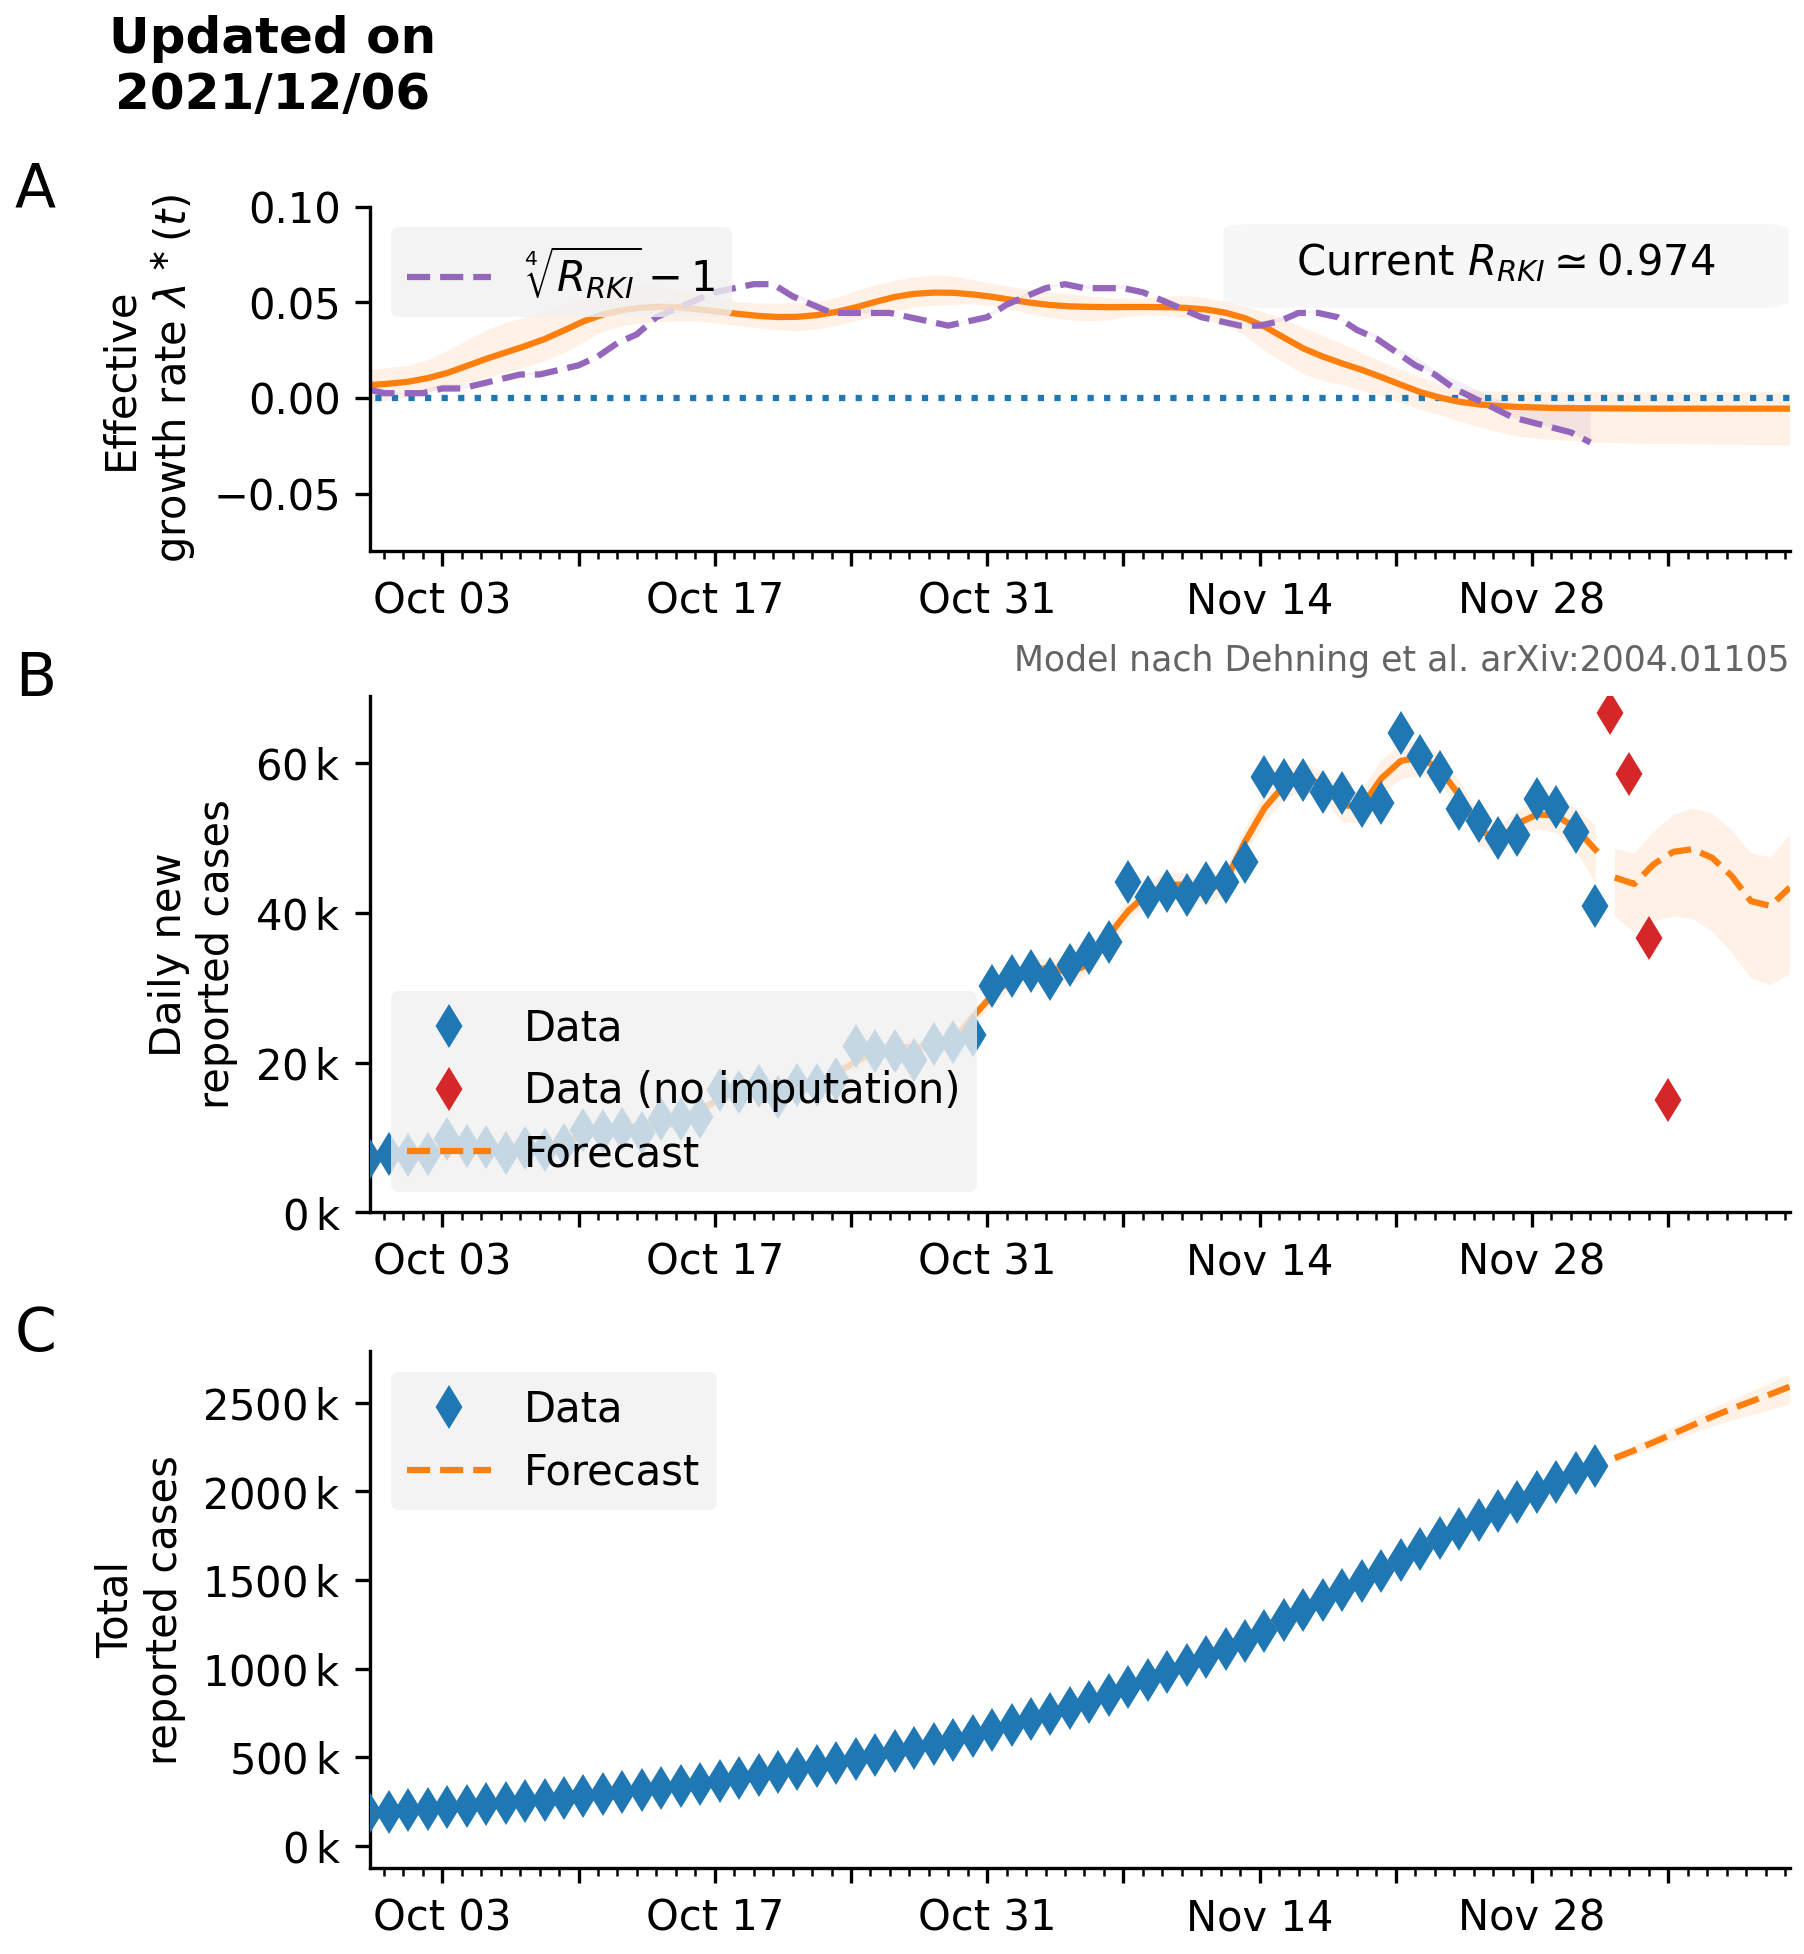 Updated on
2021/12/06
A
Effective
growth rate λ * (t)
0.10
0.05
0.00
−0.05
∜R_RKI − 1
Current R_RKI ≃ 0.974
Oct 03 Oct 17 Oct 31 Nov 14 Nov 28
Model nach Dehning et al. arXiv:2004.01105
B
Daily new
reported cases
60 k
40 k
20 k
0 k
Data
Data (no imputation)
Forecast
Oct 03 Oct 17 Oct 31 Nov 14 Nov 28
C
Total
reported cases
2500 k
2000 k
1500 k
1000 k
500 k
0 k
Data
Forecast
Oct 03 Oct 17 Oct 31 Nov 14 Nov 28